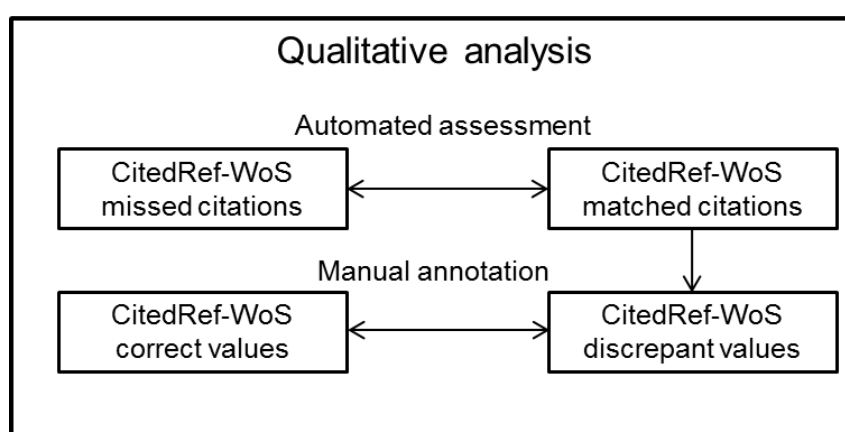 Qualitative analysis
Automated assessment
CitedRef-WoS
missed citations
CitedRef-WoS
matched citations
Manual annotation
CitedRef-WoS
correct values
CitedRef-WoS
discrepant values